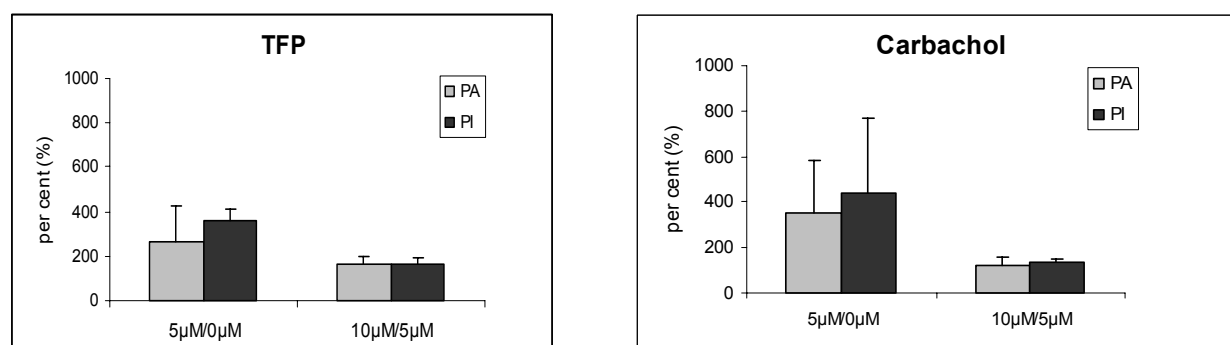 TFP
per cent (%)
1000
800
600
400
200
0
PA
PI
5µM/0µM
10µM/5µM
Carbachol
per cent (%)
1000
800
600
400
200
0
PA
PI
5µM/0µM
10µM/5µM